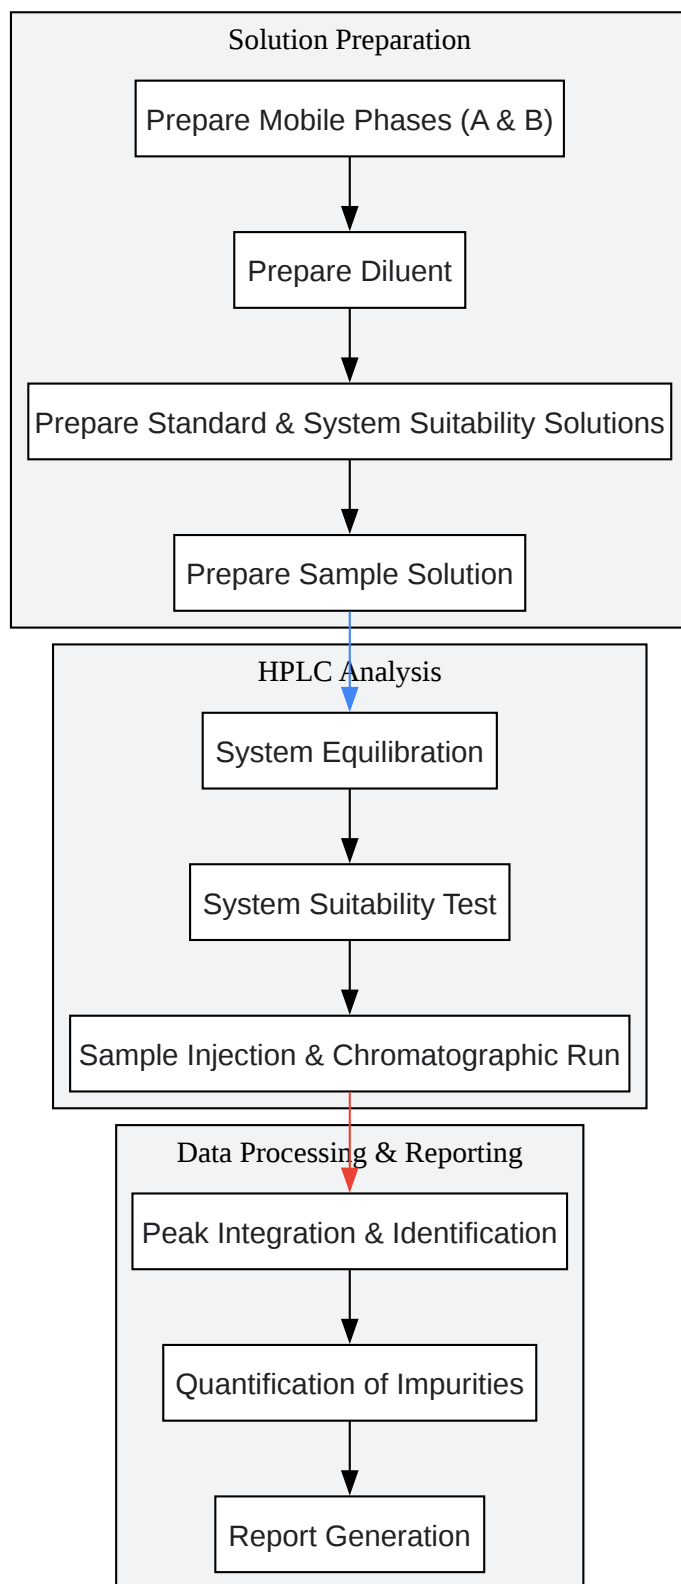 Solution Preparation
Prepare Mobile Phases (A & B)
Prepare Diluent
Prepare Standard & System Suitability Solutions
Prepare Sample Solution
HPLC Analysis
System Equilibration
System Suitability Test
Sample Injection & Chromatographic Run
Data Processing & Reporting
Peak Integration & Identification
Quantification of Impurities
Report Generation